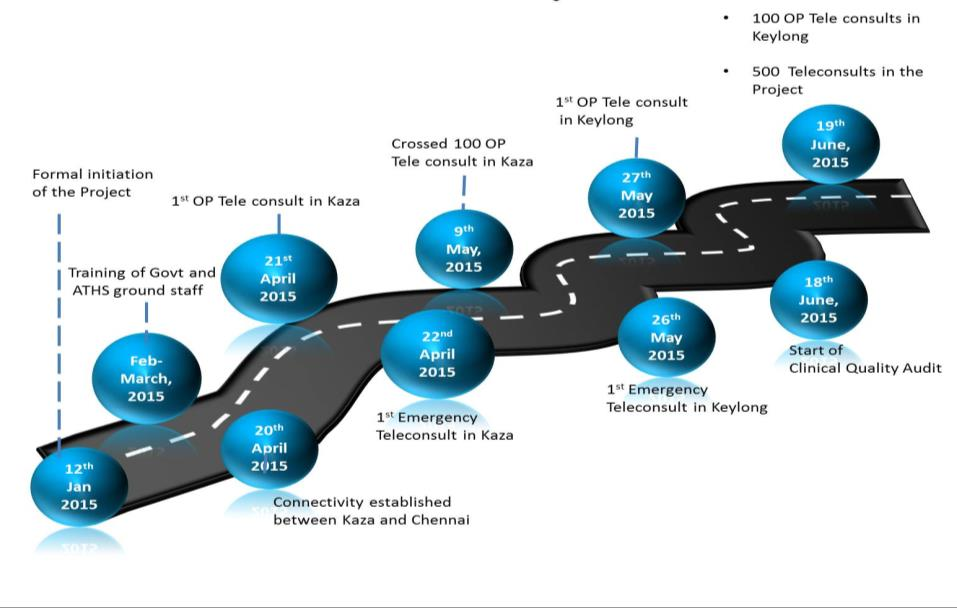 • 100 OP Tele consults in
Keylong
• 500 Teleconsults in the
Project
19th
June,
2015
1st OP Tele consult
in Keylong
27th
May
2015
Crossed 100 OP
Tele consult in Kaza
9th
May,
2015
Formal initiation
of the Project
1st OP Tele consult in Kaza
21st
April
2015
Training of Govt and
ATHS ground staff
Feb-
March,
2015
18th
June,
2015
Start of
Clinical Quality Audit
26th
May
2015
1st Emergency
Teleconsult in Keylong
22nd
April
2015
1st Emergency
Teleconsult in Kaza
20th
April
2015
Connectivity established
between Kaza and Chennai
12th
Jan
2015